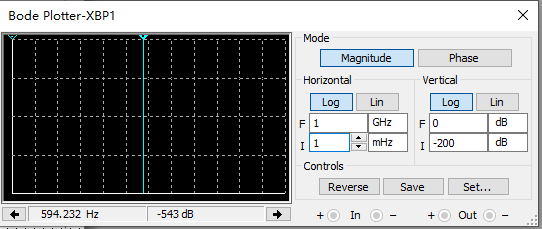 Bode Plotter-XBP1
Mode
Magnitude Phase
Horizontal Vertical
Log Lin Log Lin
F 1 GHz F 0 dB
I 1 mHz I -200 dB
Controls
Reverse Save Set...
594.232 Hz -543 dB + In − + Out −